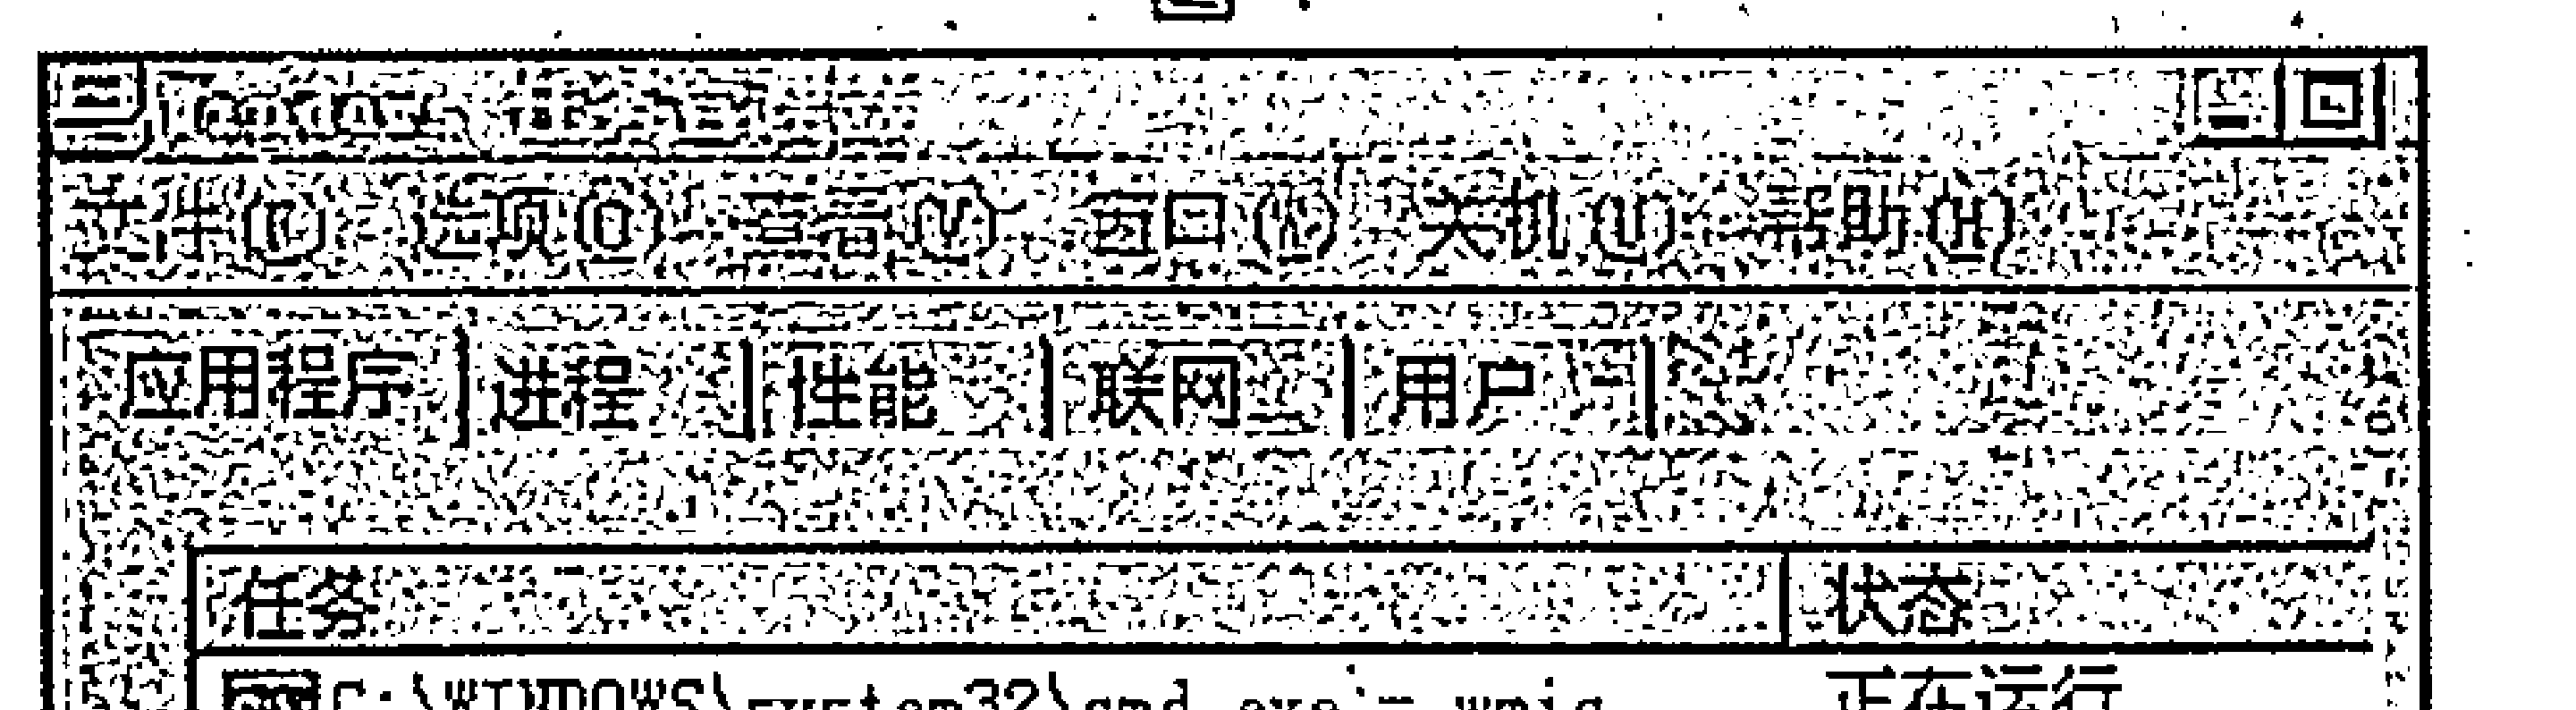 Windows 任务管理器
文件(F) 选项(O) 查看(V) 窗口(W) 关机(U) 帮助(H)
应用程序 进程 性能 联网 用户
任务 状态
C:\WINDOWS\system32\cmd.exe - wmic 正在运行